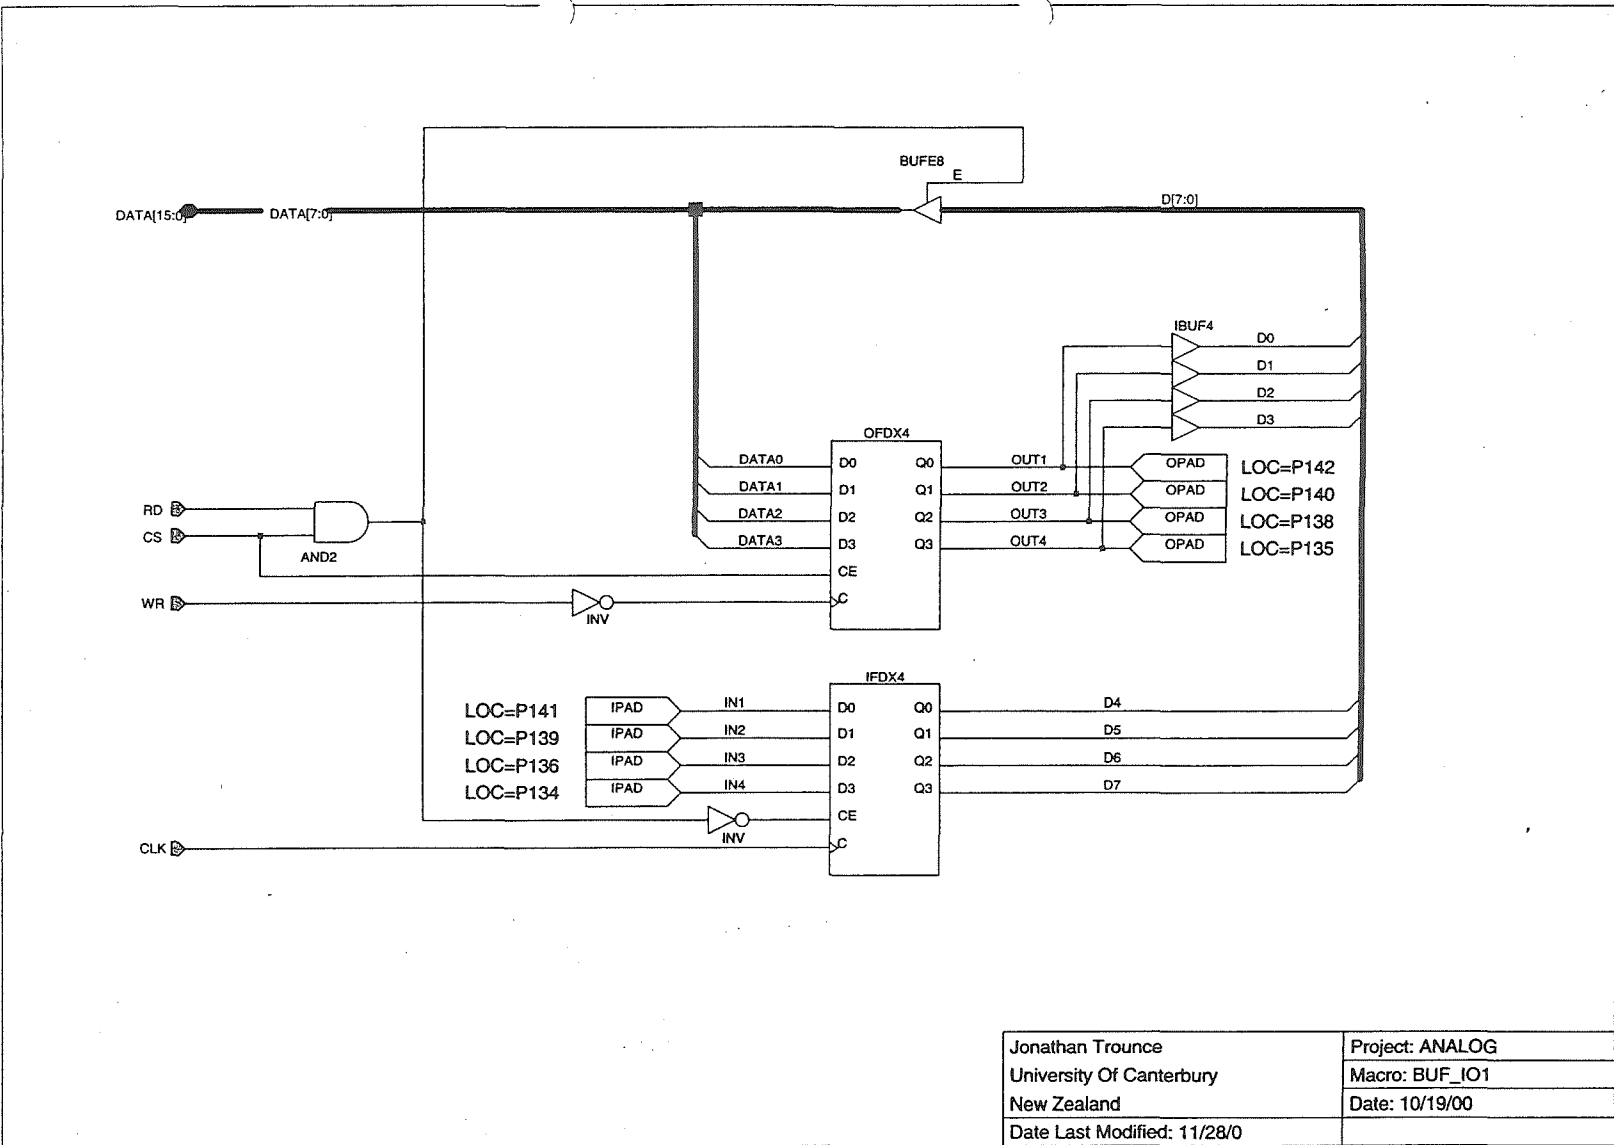 BUFE8
E
DATA[15:0]
DATA[7:0]
D[7:0]
IBUF4
D0
D1
D2
D3
OFDX4
DATA0 D0 Q0 OUT1 OPAD LOC=P142
DATA1 D1 Q1 OUT2 OPAD LOC=P140
DATA2 D2 Q2 OUT3 OPAD LOC=P138
DATA3 D3 Q3 OUT4 OPAD LOC=P135
RD
CS
AND2
CE
WR
INV
C
IFDX4
LOC=P141 IPAD IN1 D0 Q0 D4
LOC=P139 IPAD IN2 D1 Q1 D5
LOC=P136 IPAD IN3 D2 Q2 D6
LOC=P134 IPAD IN4 D3 Q3 D7
CE
INV
CLK
C
Jonathan Trounce
University Of Canterbury
New Zealand
Date Last Modified: 11/28/0
Project: ANALOG
Macro: BUF_IO1
Date: 10/19/00